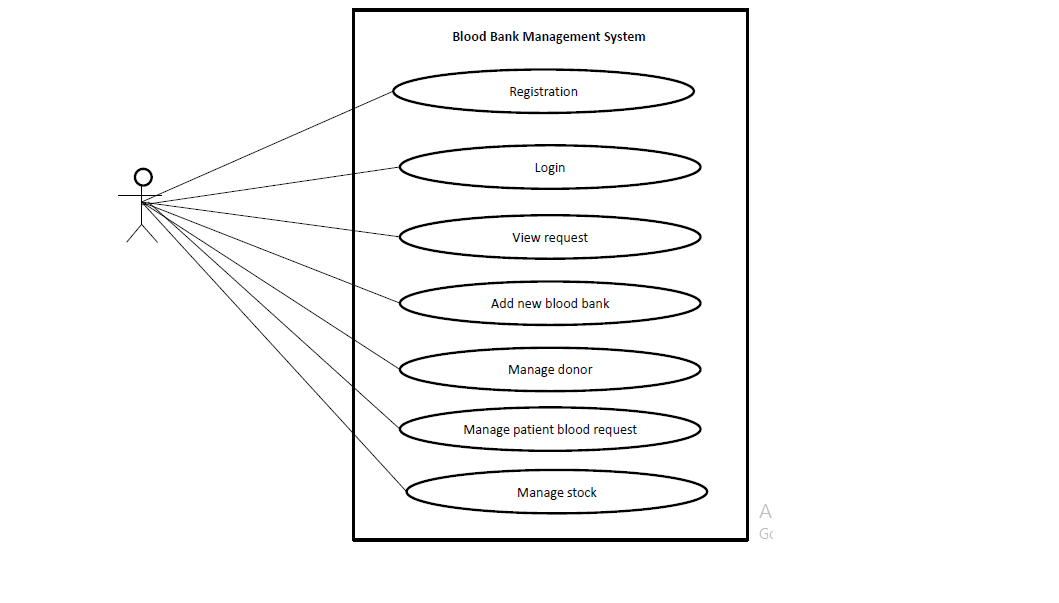 Blood Bank Management System
Registration
Login
View request
Add new blood bank
Manage donor
Manage patient blood request
Manage stock
A
Go